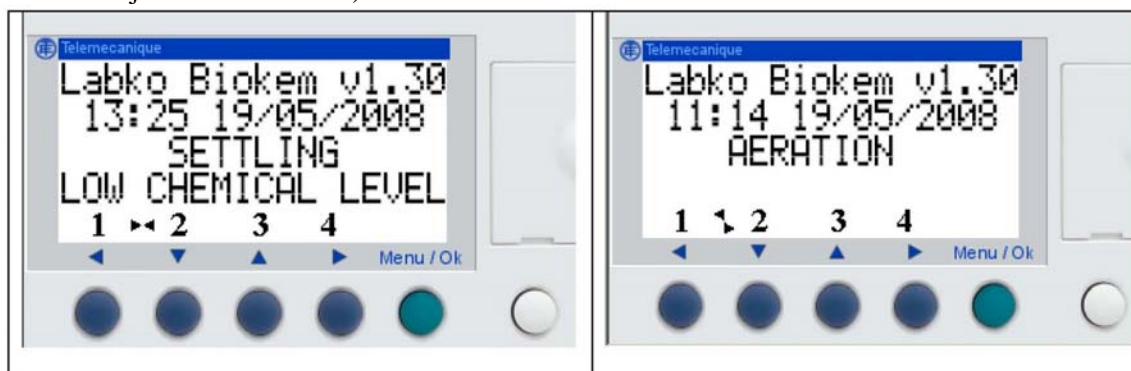 Telemecanique
Labko Biokem v1.30
13:25 19/05/2008
SETTLING
LOW CHEMICAL LEVEL
1 2 3 4
Menu / Ok
Telemecanique
Labko Biokem v1.30
11:14 19/05/2008
AERATION
1 2 3 4
Menu / Ok